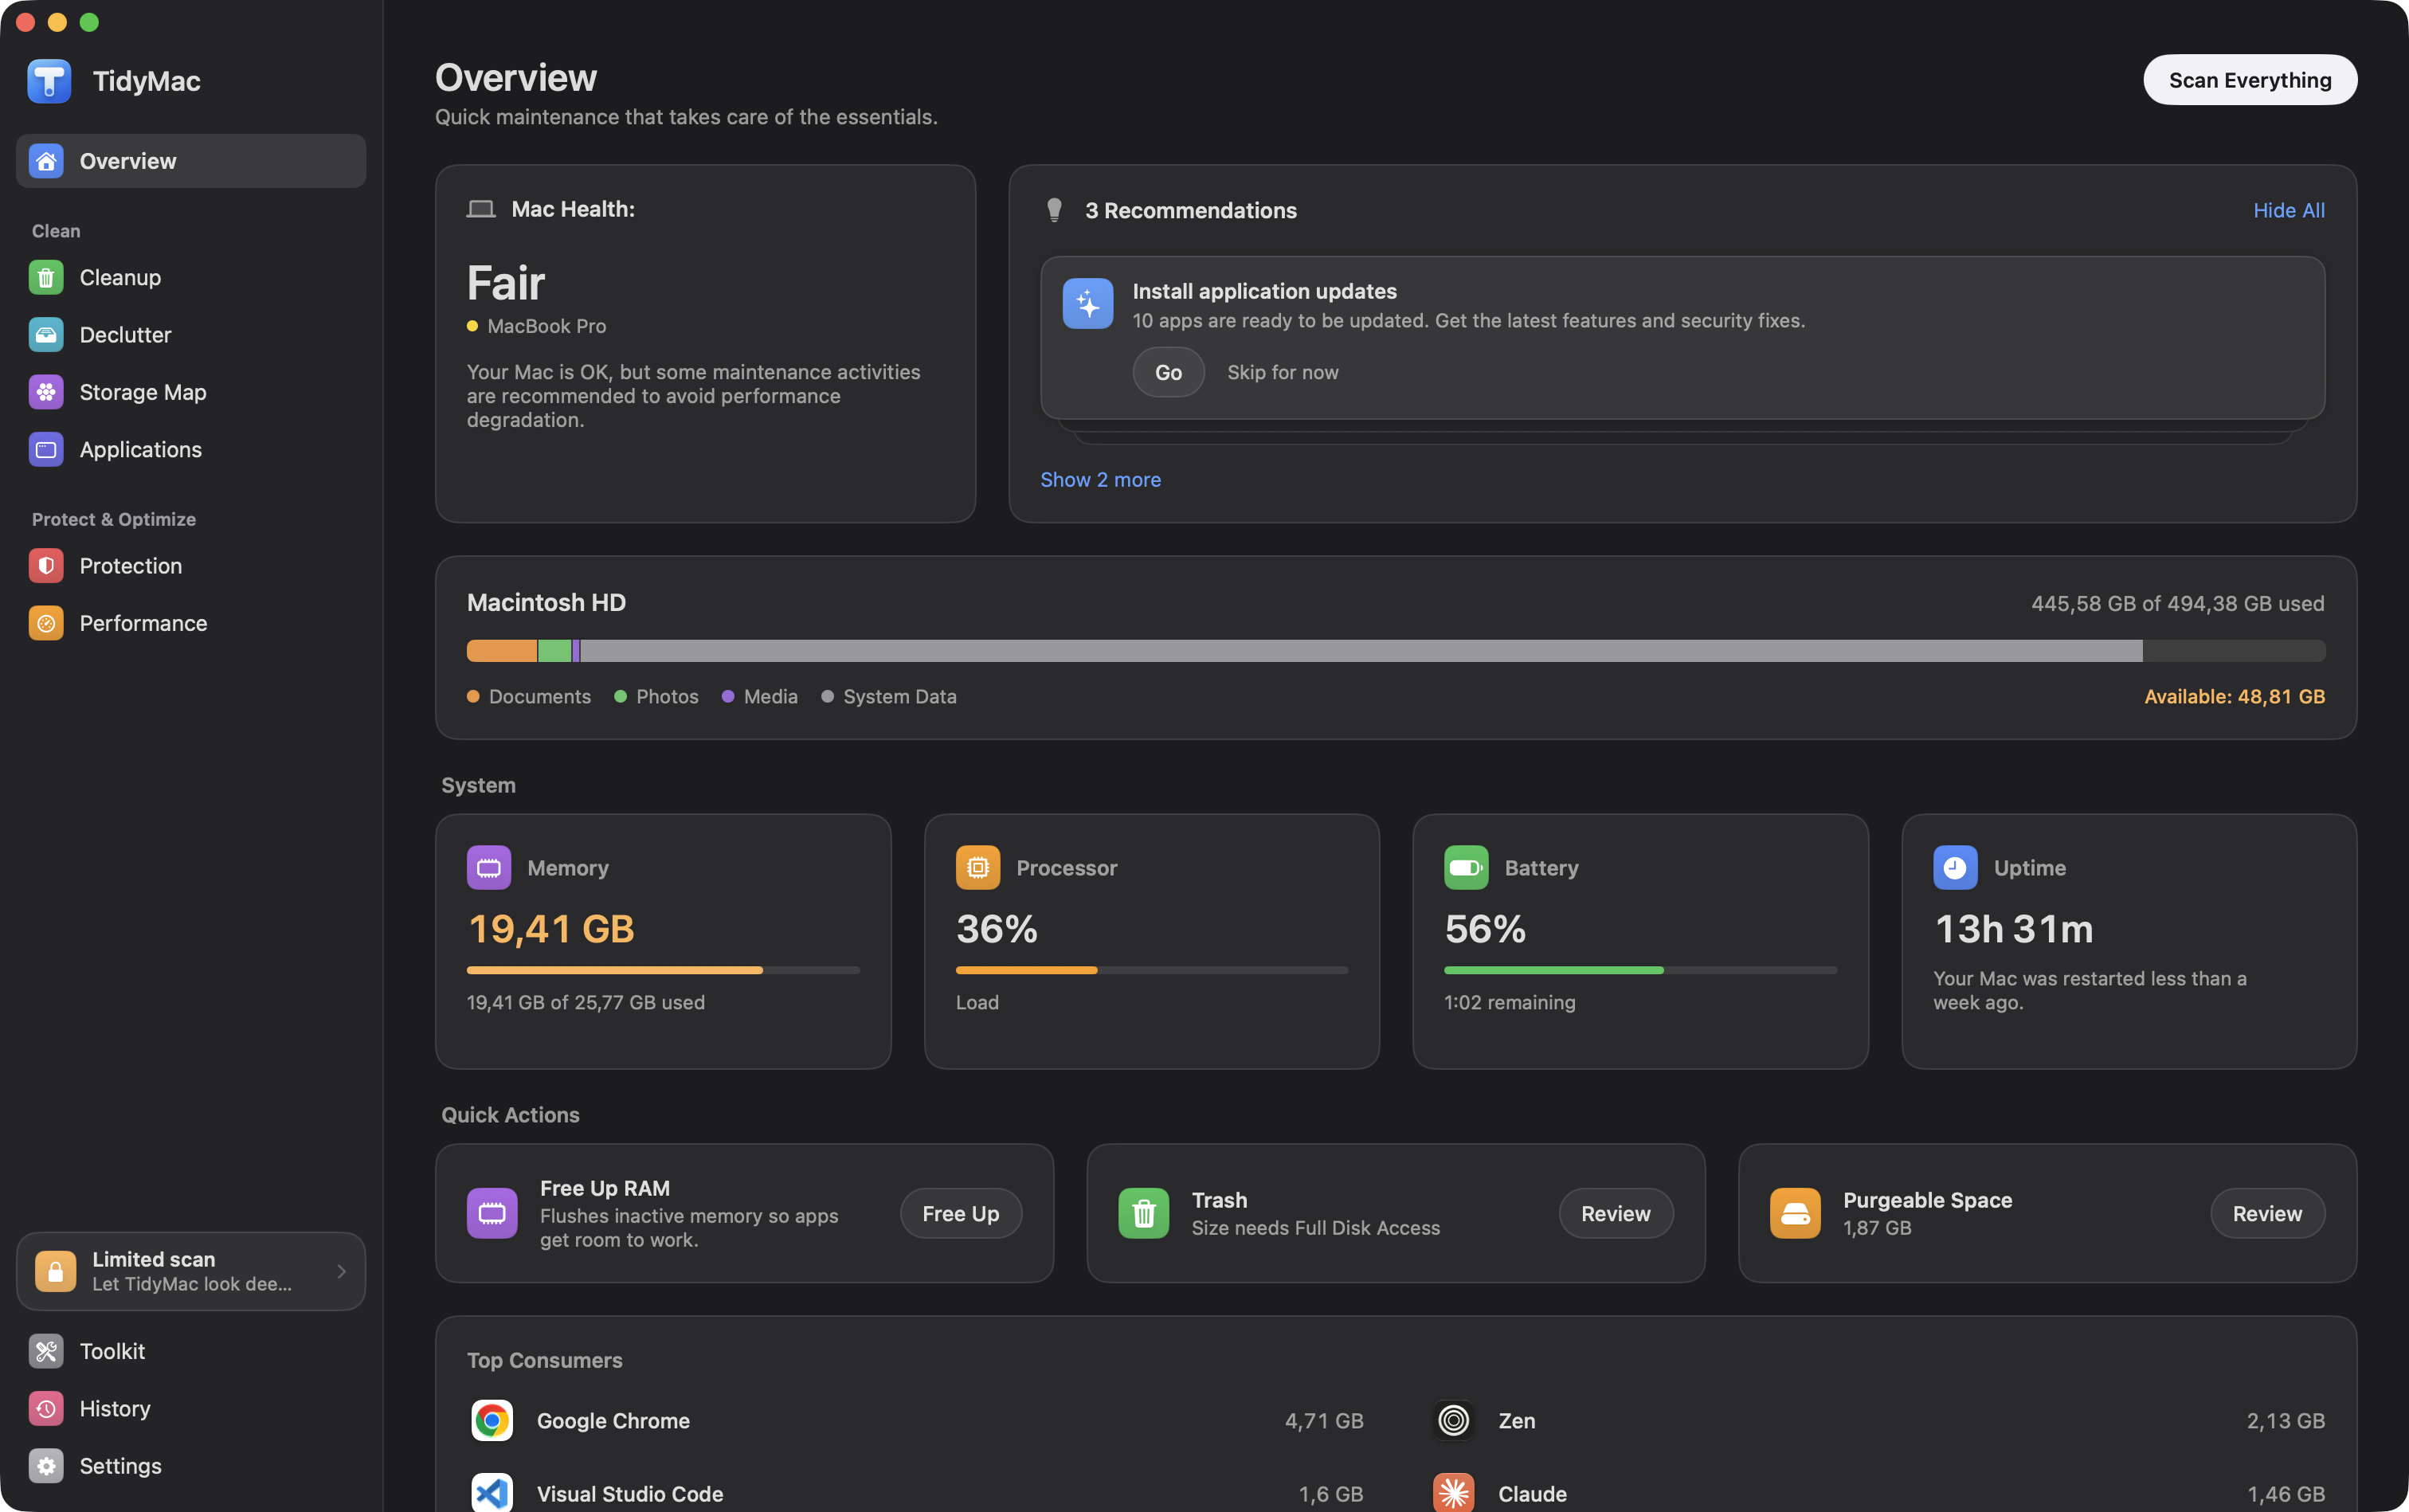 TidyMac
Overview
Clean
Cleanup
Declutter
Storage Map
Applications
Protect & Optimize
Protection
Performance
Limited scan
Let TidyMac look dee...
Toolkit
History
Settings
Overview
Quick maintenance that takes care of the essentials.
Scan Everything
Mac Health:
Fair
MacBook Pro
Your Mac is OK, but some maintenance activities
are recommended to avoid performance
degradation.
3 Recommendations
Hide All
Install application updates
10 apps are ready to be updated. Get the latest features and security fixes.
Go
Skip for now
Show 2 more
Macintosh HD
445,58 GB of 494,38 GB used
Documents
Photos
Media
System Data
Available: 48,81 GB
System
Memory
19,41 GB
19,41 GB of 25,77 GB used
Processor
36%
Load
Battery
56%
1:02 remaining
Uptime
13h 31m
Your Mac was restarted less than a
week ago.
Quick Actions
Free Up RAM
Flushes inactive memory so apps
get room to work.
Free Up
Trash
Size needs Full Disk Access
Review
Purgeable Space
1,87 GB
Review
Top Consumers
Google Chrome
4,71 GB
Zen
2,13 GB
Visual Studio Code
1,6 GB
Claude
1,46 GB